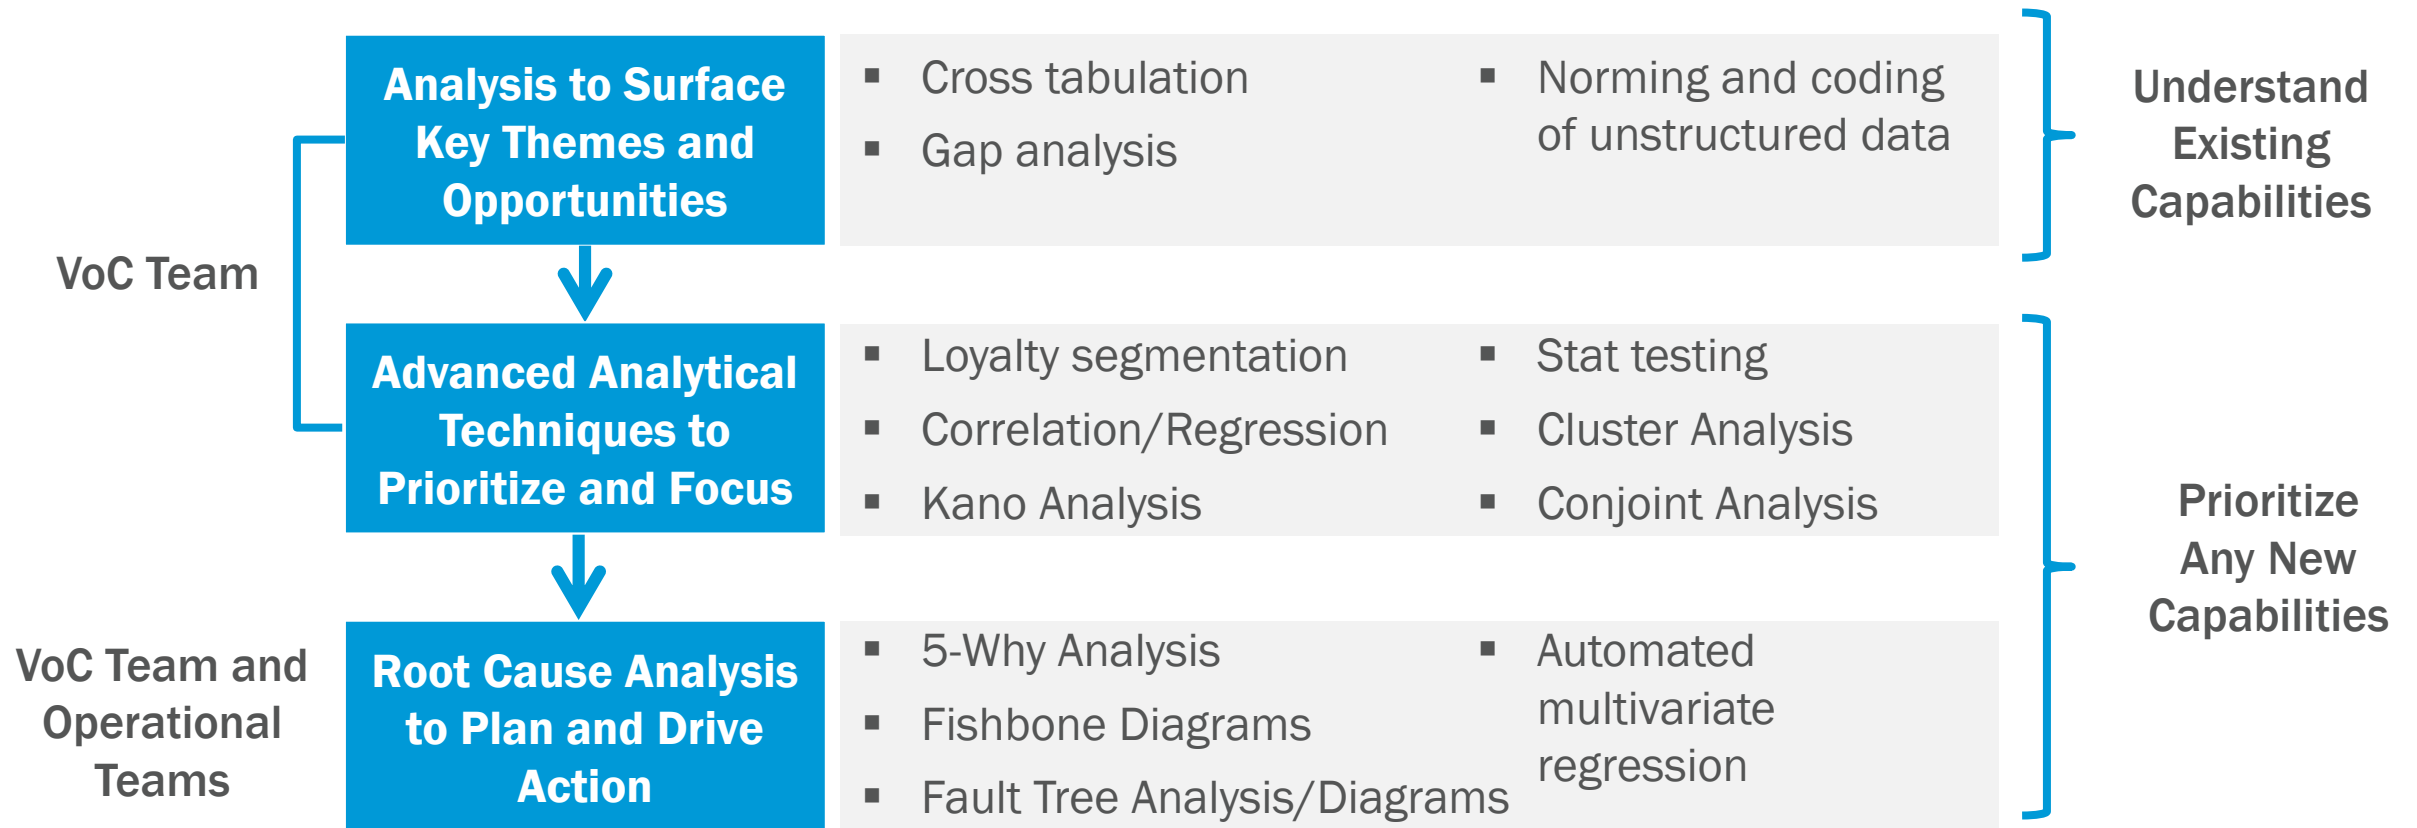 VoC Team
Analysis to Surface
Key Themes and
Opportunities
▪ Cross tabulation
▪ Gap analysis
▪ Norming and coding
of unstructured data
Understand
Existing
Capabilities
Advanced Analytical
Techniques to
Prioritize and Focus
▪ Loyalty segmentation
▪ Correlation/Regression
▪ Kano Analysis
▪ Stat testing
▪ Cluster Analysis
▪ Conjoint Analysis
Prioritize
Any New
Capabilities
VoC Team and
Operational
Teams
Root Cause Analysis
to Plan and Drive
Action
▪ 5-Why Analysis
▪ Fishbone Diagrams
▪ Fault Tree Analysis/Diagrams
▪ Automated
multivariate
regression